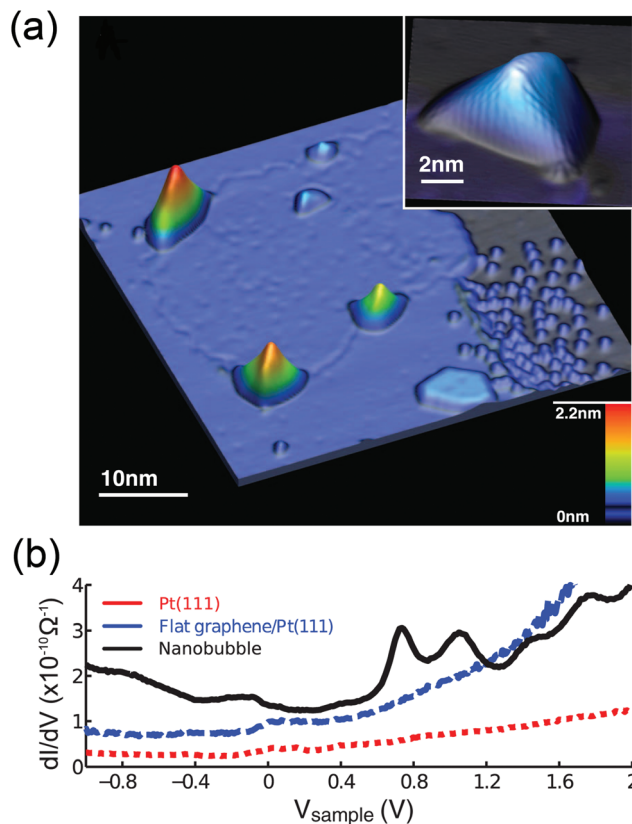 (a)
2nm
10nm
2.2nm
0nm
(b)
dI/dV (x10⁻¹⁰Ω⁻¹)
4
3
2
1
0
Pt(111)
Flat graphene/Pt(111)
Nanobubble
−0.8 −0.4 0 0.4 0.8 1.2 1.6 2
V_sample (V)